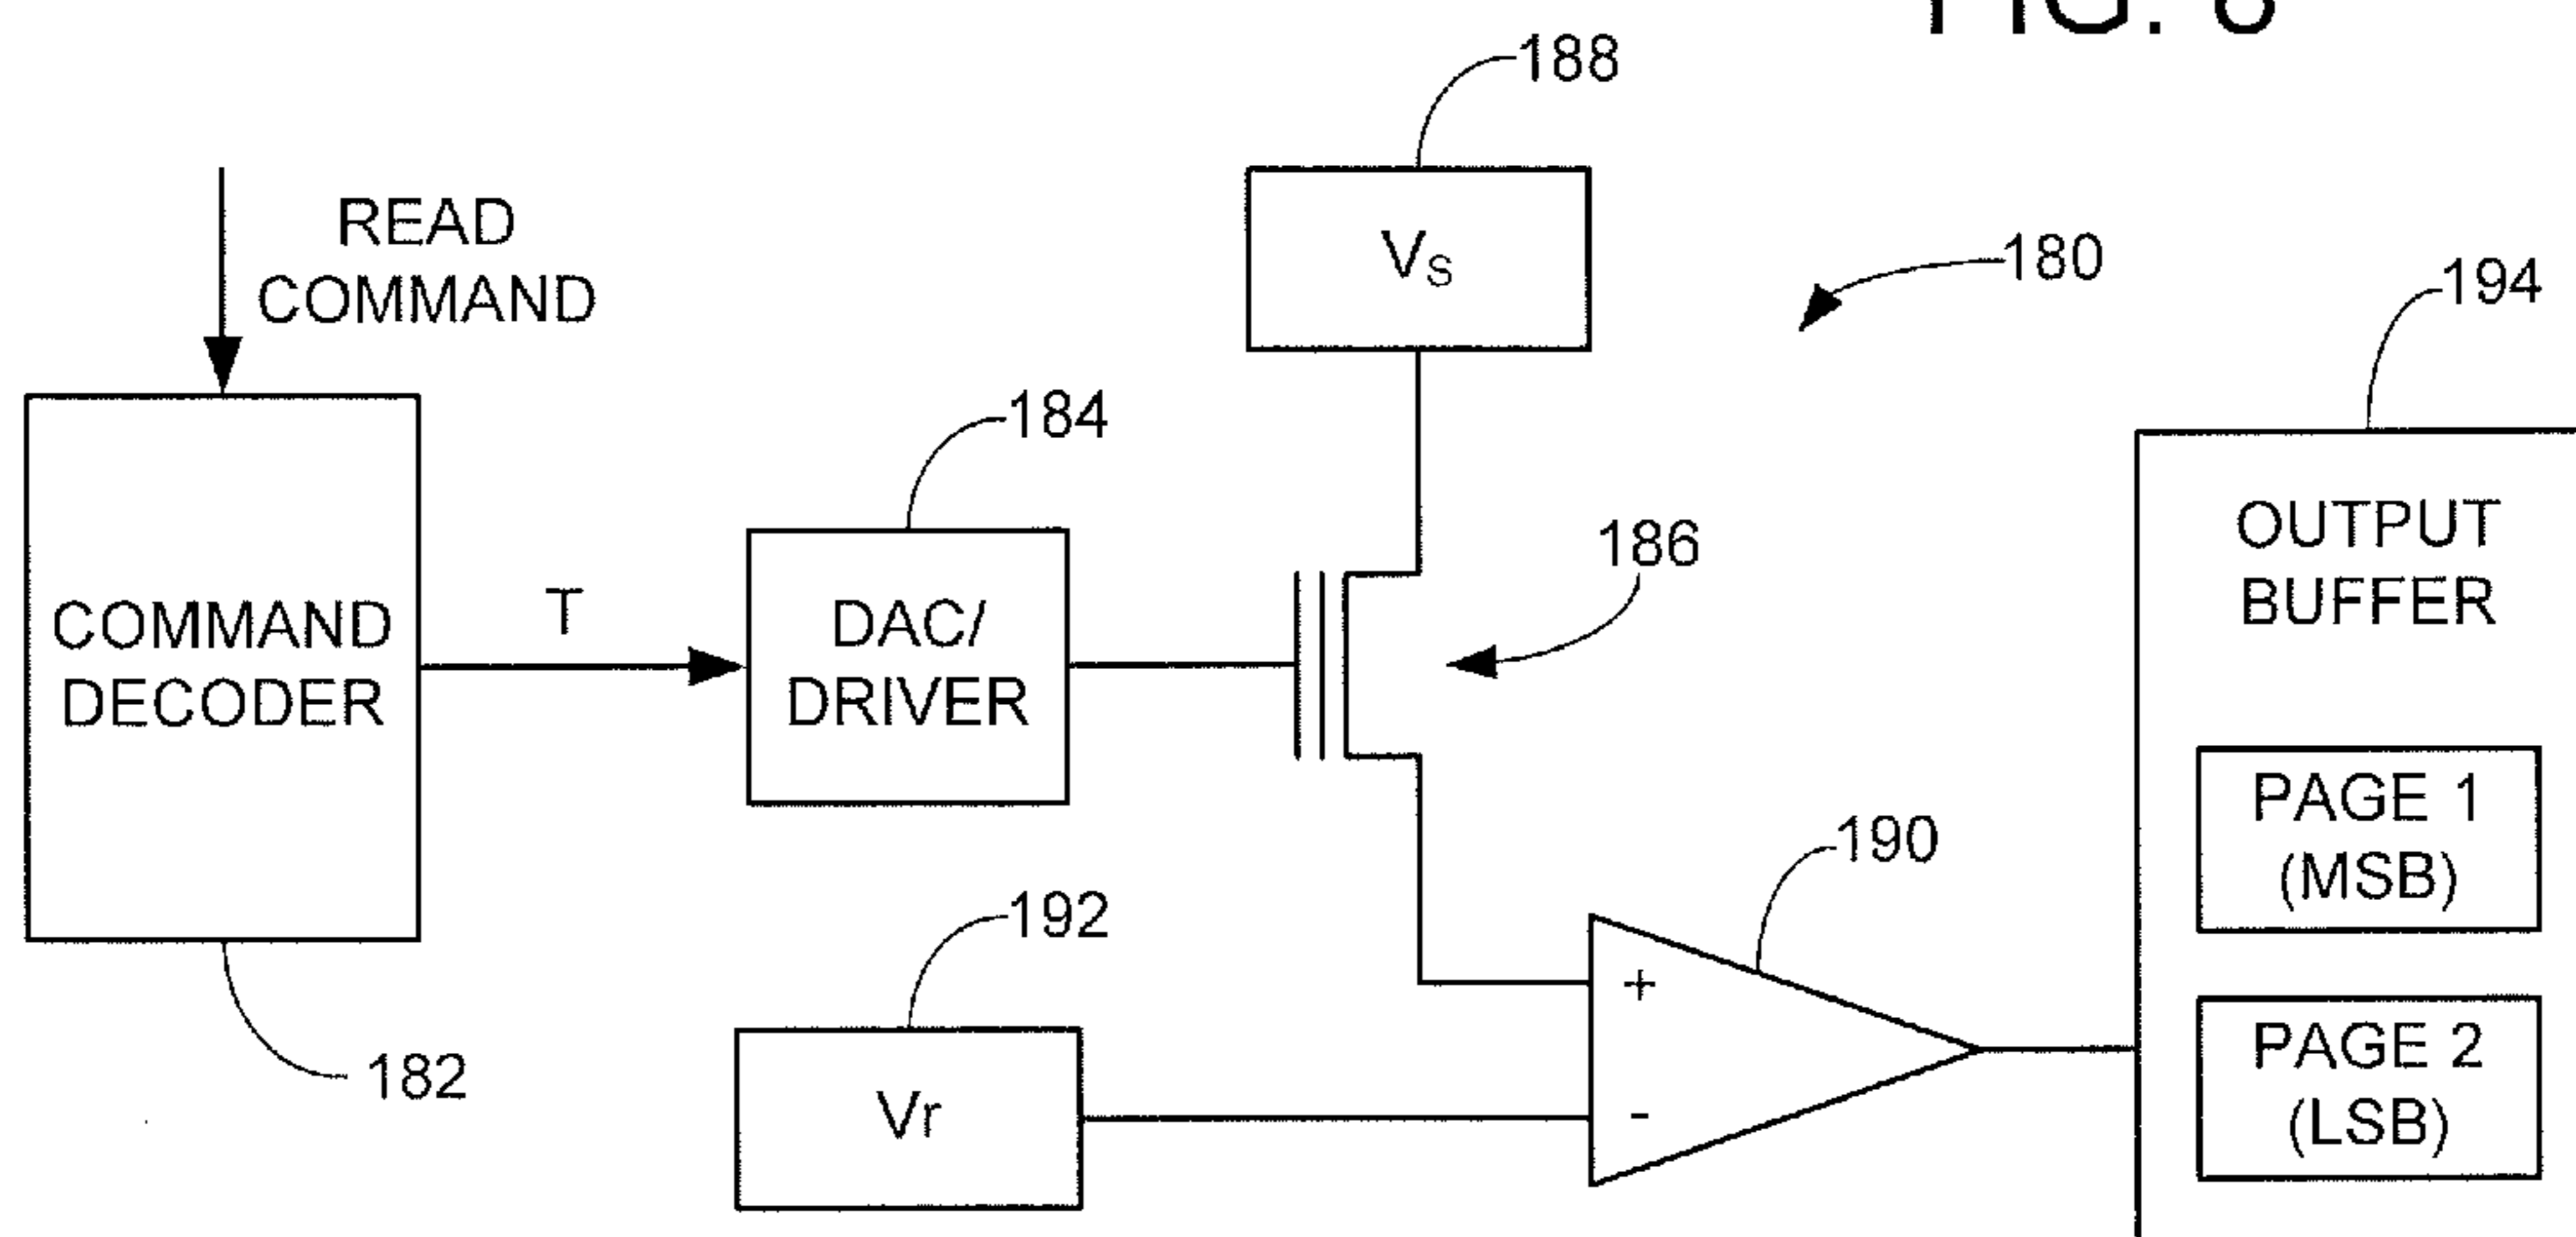 188
READ
COMMAND
V_S
180
194
184
186
OUTPUT
BUFFER
COMMAND
DECODER
T
DAC/
DRIVER
PAGE 1
(MSB)
190
192
+
PAGE 2
(LSB)
182
Vr
-